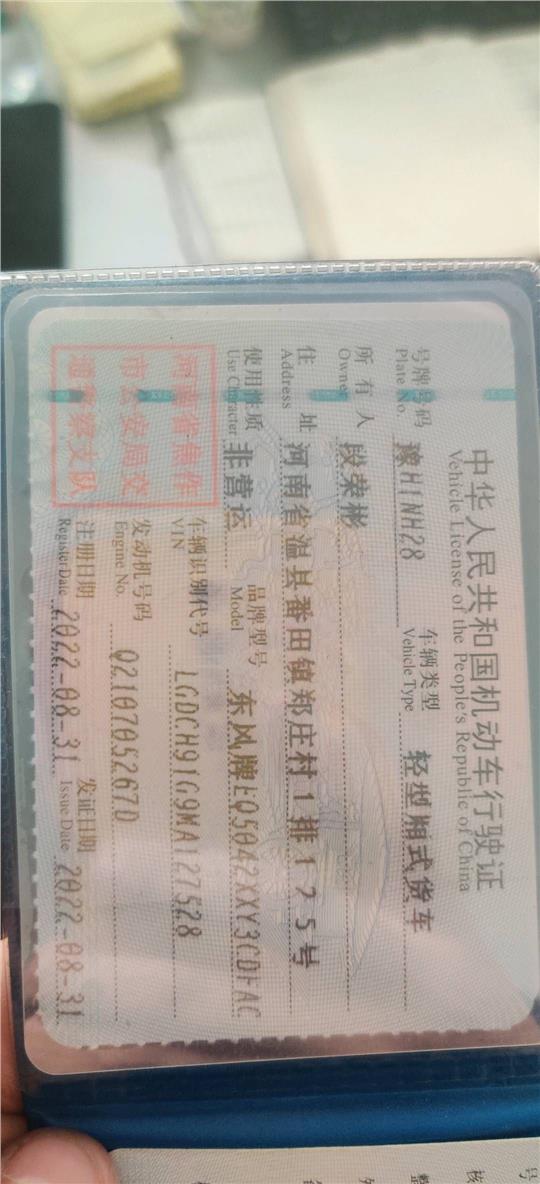 中华人民共和国机动车行驶证
Vehicle License of the People's Republic of China
号牌号码 豫H1NH28 车辆类型 轻型厢式货车
Plate No. Vehicle Type
所有人 段荣彬
Owner
住址 河南省温县番田镇郑庄村1排125号
Address
使用性质 非营运 品牌型号 东风牌EQ5042XXY3CDFAC
Use Character Model
河南省焦作
市公安局交
通警察支队
车辆识别代号 LGDCH91G9MA127528
VIN
发动机号码 Q210705267D
Engine No.
注册日期 2022-08-31 发证日期 2022-08-31
Register Date Issue Date
号
核
整
外